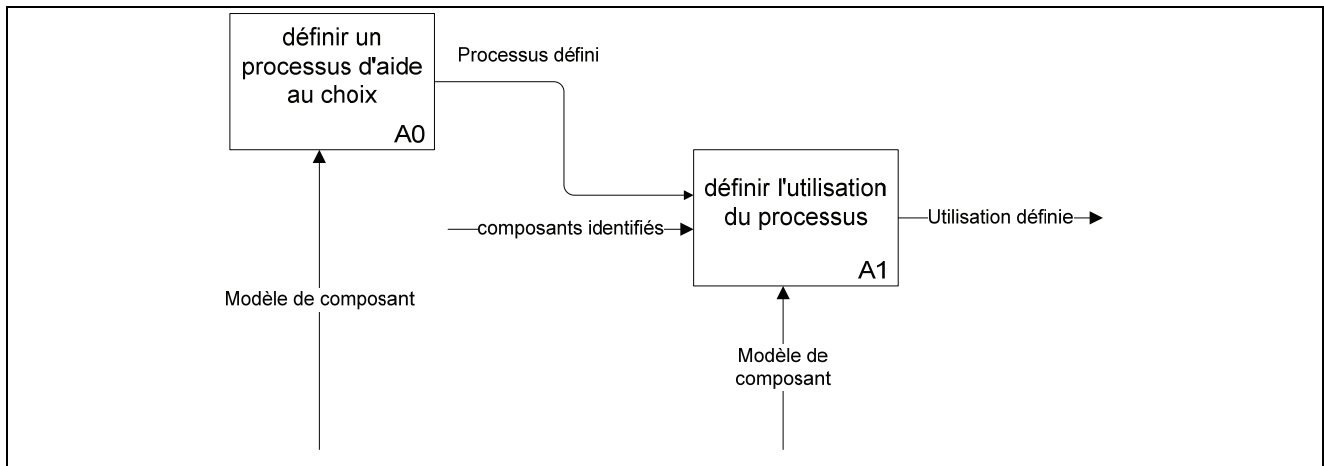 définir un
processus d'aide
au choix
A0
Processus défini
définir l'utilisation
du processus
A1
composants identifiés
Utilisation définie
Modèle de composant
Modèle de
composant